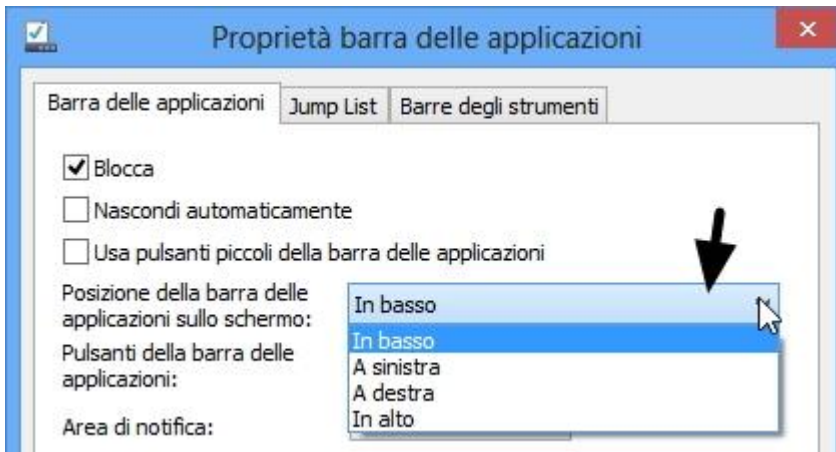 Proprietà barra delle applicazioni
Barra delle applicazioni
Jump List
Barre degli strumenti
Blocca
Nascondi automaticamente
Usa pulsanti piccoli della barra delle applicazioni
Posizione della barra delle
applicazioni sullo schermo:
In basso
In basso
A sinistra
A destra
In alto
Pulsanti della barra delle
applicazioni:
Area di notifica: